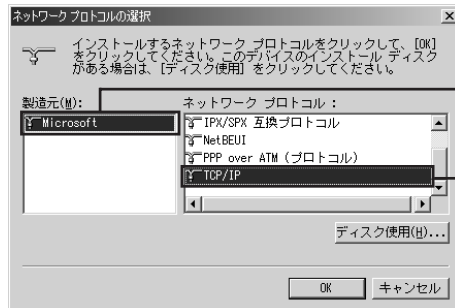 ネットワーク プロトコルの選択
インストールするネットワーク プロトコルをクリックして、[OK]
をクリックしてください。このデバイスのインストール ディスク
がある場合は、[ディスク使用] をクリックしてください。
製造元(M):
ネットワーク プロトコル :
Microsoft
IPX/SPX 互換プロトコル
NetBEUI
PPP over ATM (プロトコル)
TCP/IP
ディスク使用(H)...
OK
キャンセル